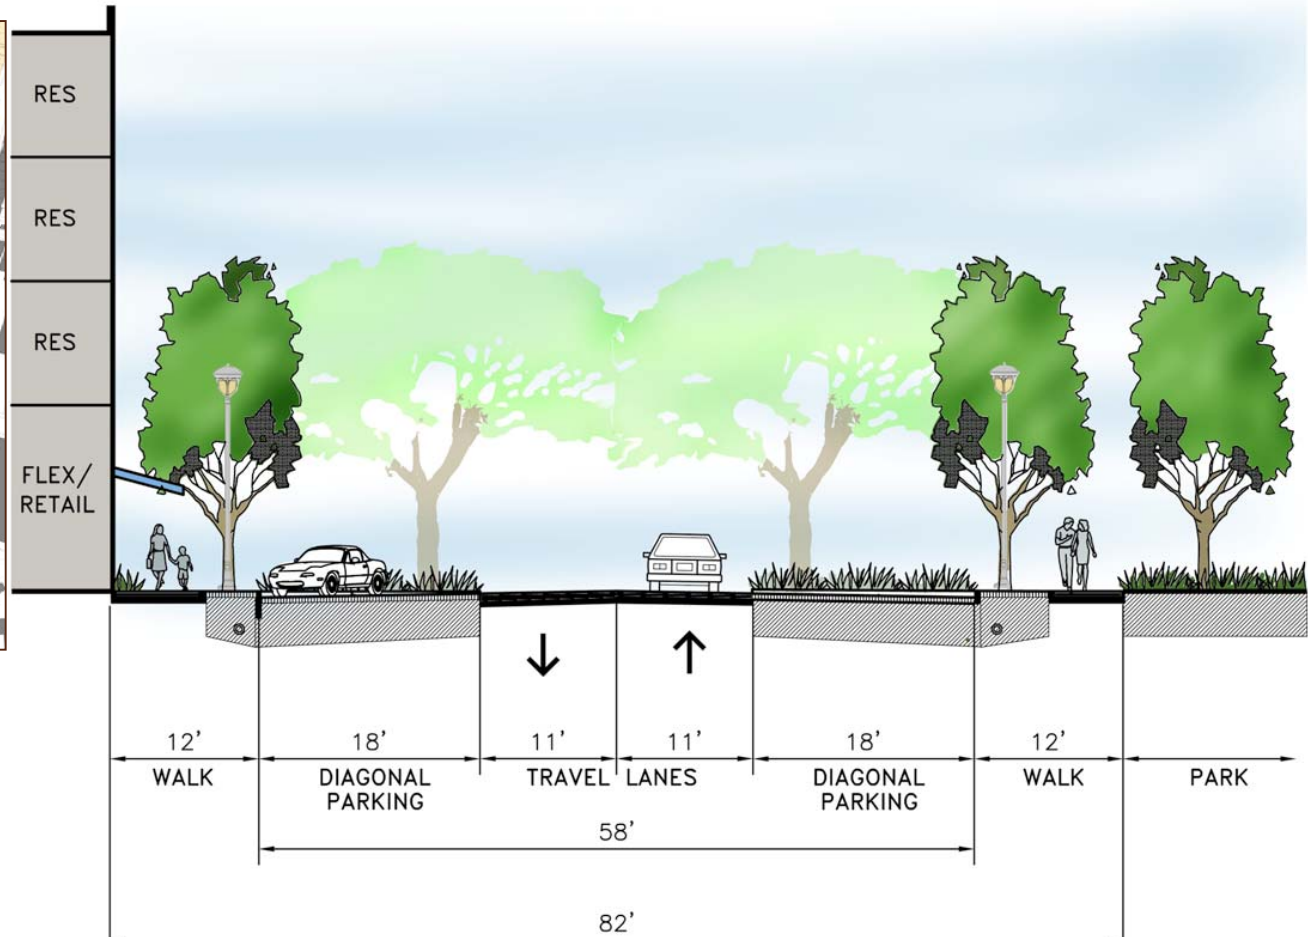 RES
RES
RES
FLEX/
RETAIL
12' 18' 11' 11' 18' 12'
WALK DIAGONAL TRAVEL LANES DIAGONAL WALK PARK
PARKING PARKING
58'
82'